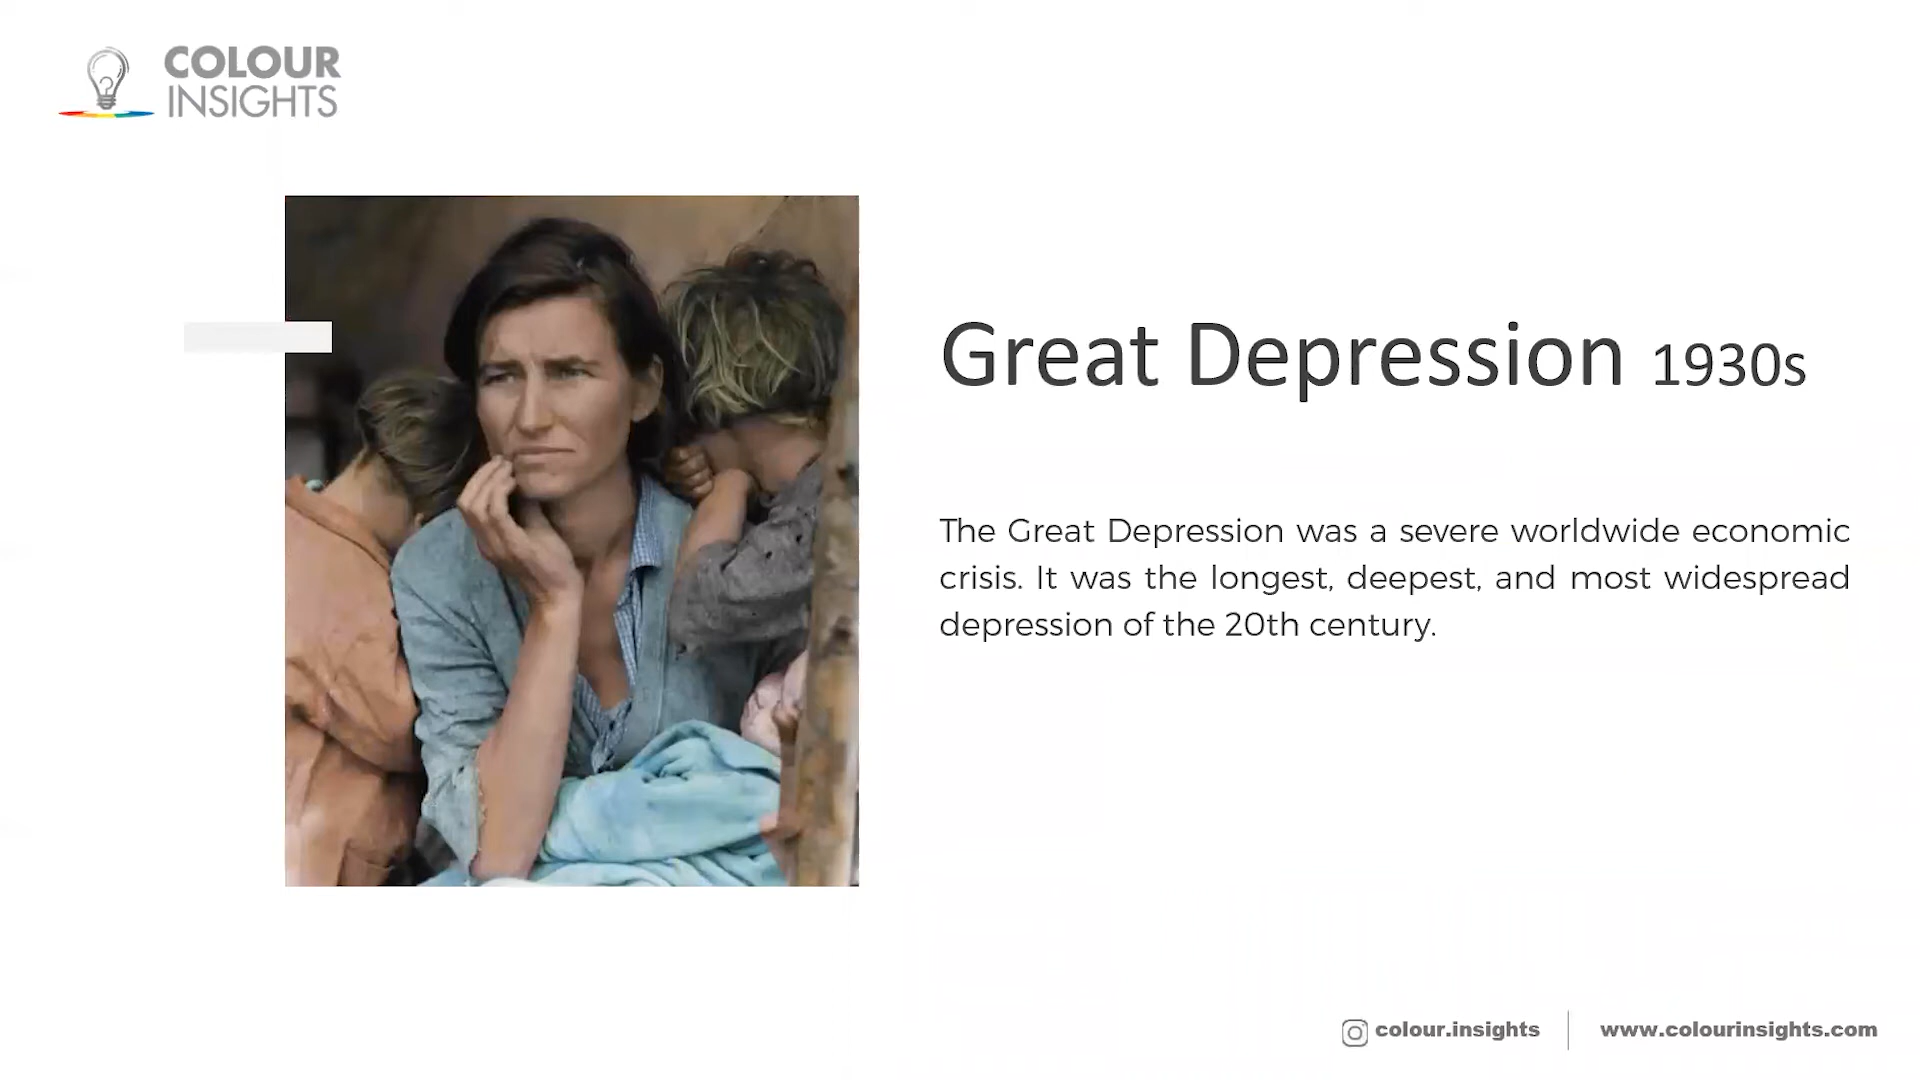 COLOUR
INSIGHTS
Great Depression 1930s
The Great Depression was a severe worldwide economic
crisis. It was the longest, deepest, and most widespread
depression of the 20th century.
colour.insights
www.colourinsights.com